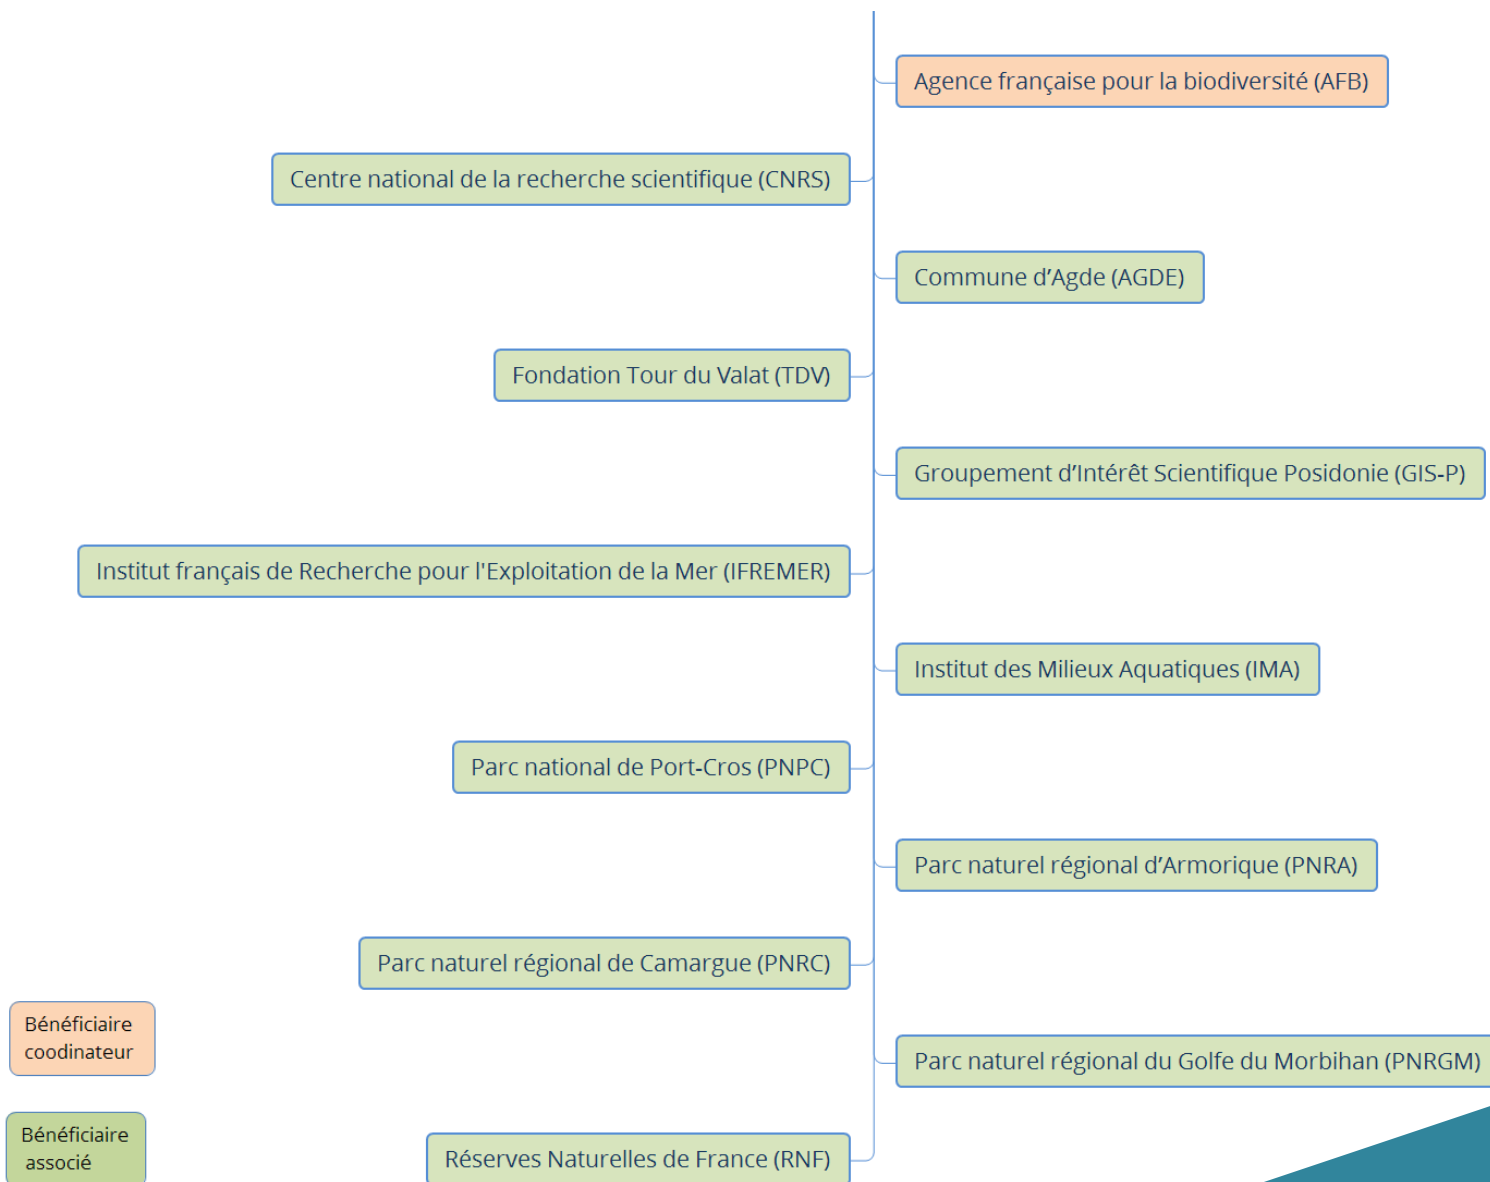 Agence française pour la biodiversité (AFB)
Centre national de la recherche scientifique (CNRS)
Commune d’Agde (AGDE)
Fondation Tour du Valat (TDV)
Groupement d’Intérêt Scientifique Posidonie (GIS-P)
Institut français de Recherche pour l'Exploitation de la Mer (IFREMER)
Institut des Milieux Aquatiques (IMA)
Parc national de Port-Cros (PNPC)
Parc naturel régional d’Armorique (PNRA)
Parc naturel régional de Camargue (PNRC)
Bénéficiaire
coodinateur
Parc naturel régional du Golfe du Morbihan (PNRGM)
Bénéficiaire
associé
Réserves Naturelles de France (RNF)